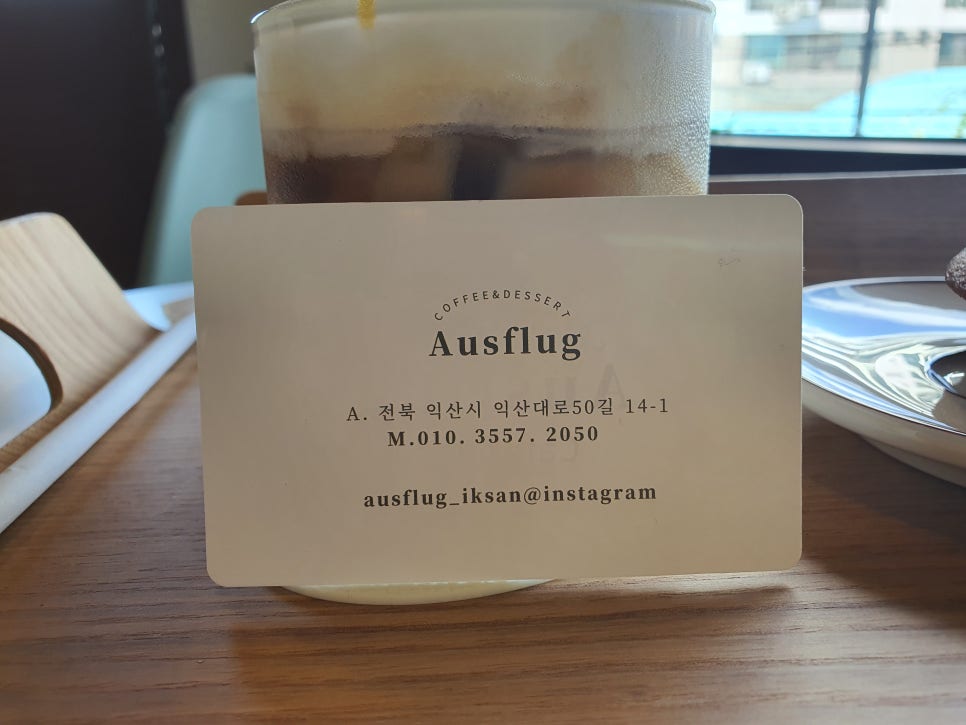 COFFEE&DESSERT
Ausflug
A. 전북 익산시 익산대로50길 14-1
M.010. 3557. 2050
ausflug_iksan@instagram